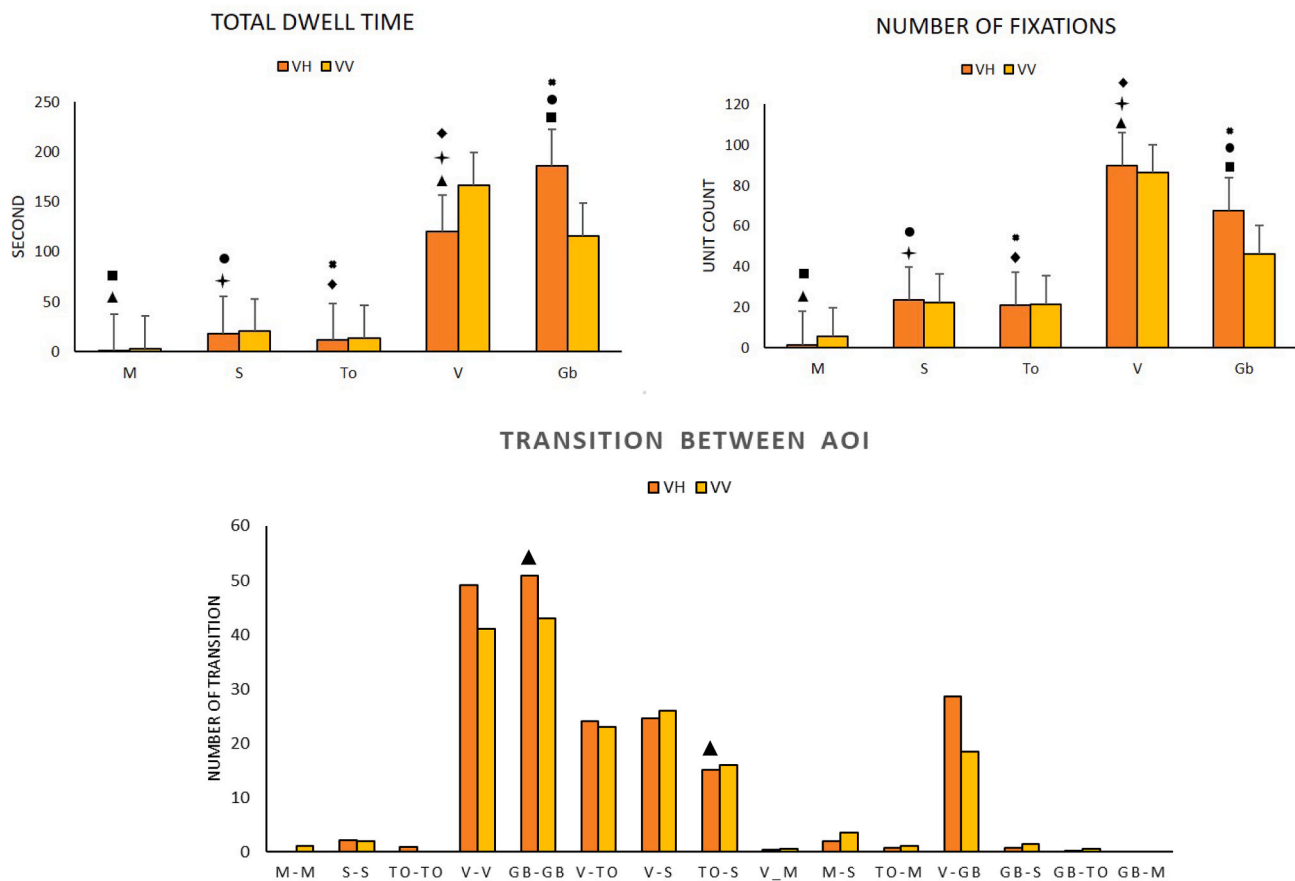 TOTAL DWELL TIME
VH VV
SECOND
250
200
150
100
50
0
M S To V Gb
NUMBER OF FIXATIONS
VH VV
UNIT COUNT
120
100
80
60
40
20
0
M S To V Gb
TRANSITION BETWEEN AOI
VH VV
NUMBER OF TRANSITION
60
50
40
30
20
10
0
M-M S-S TO-TO V-V GB-GB V-TO V-S TO-S V_M M-S TO-M V-GB GB-S GB-TO GB-M